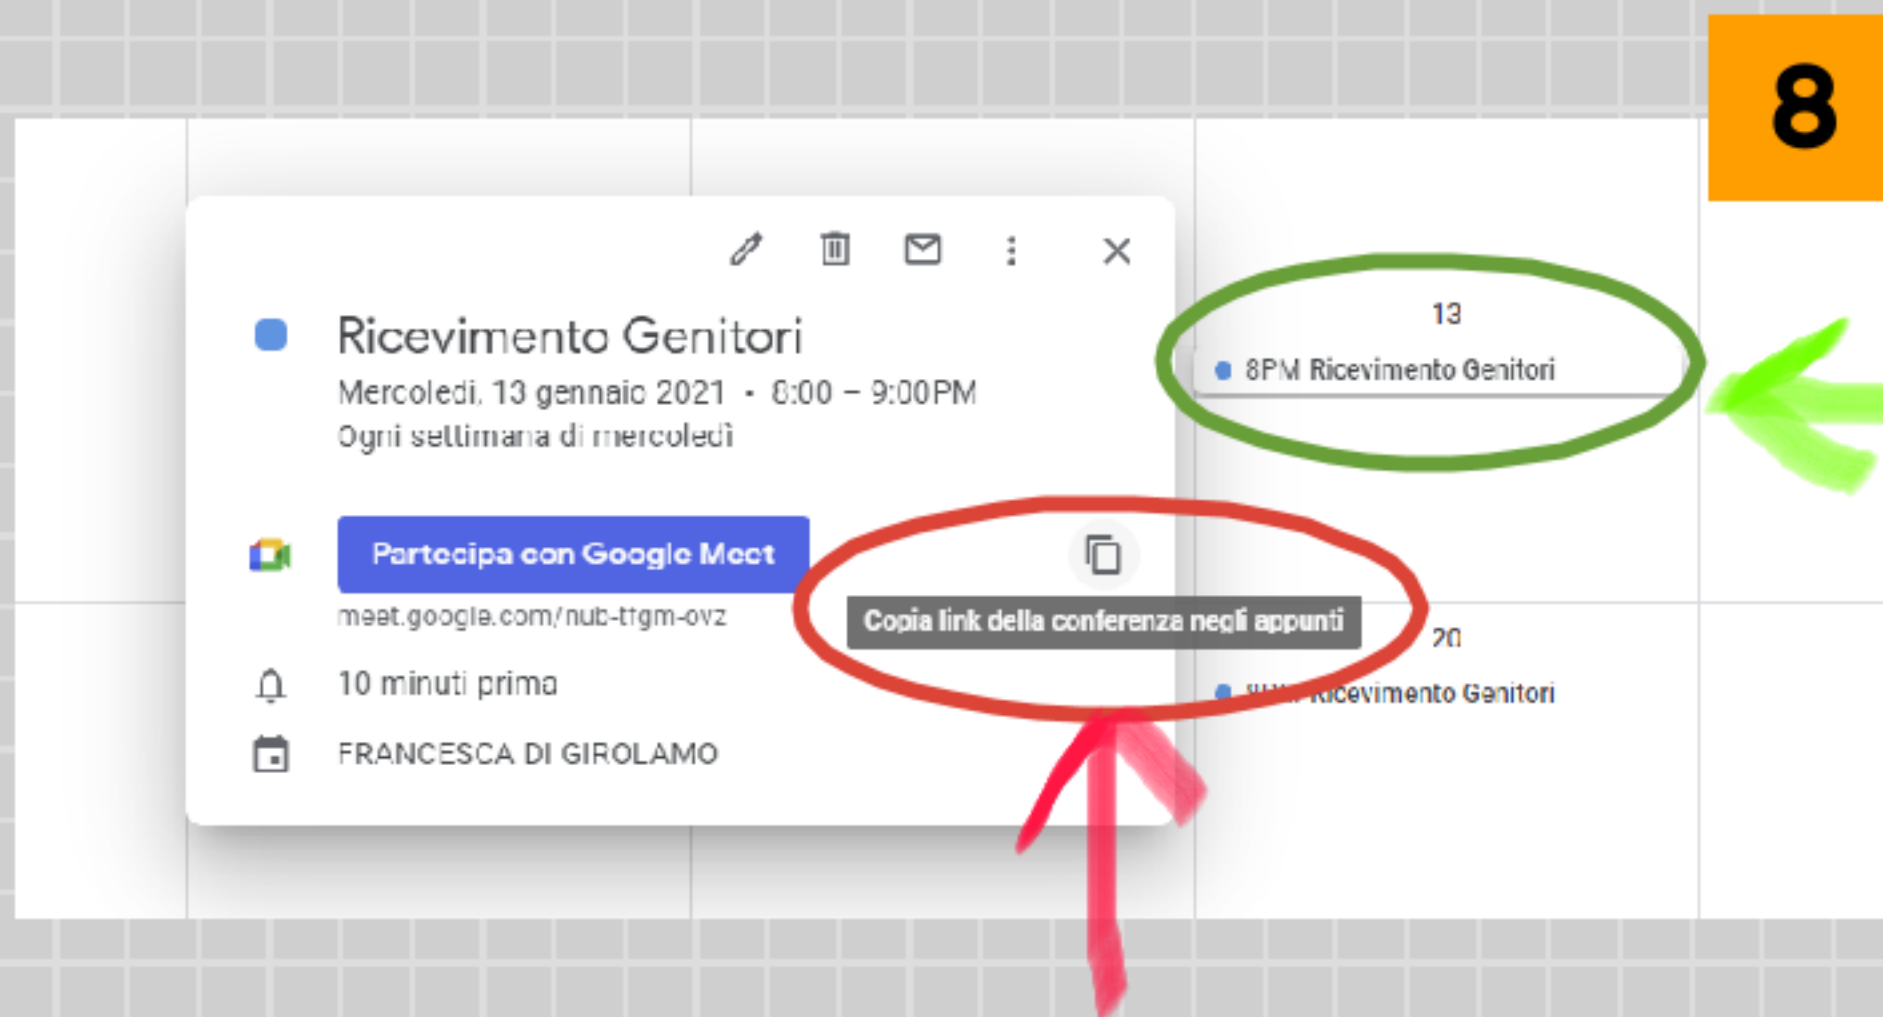 8
Ricevimento Genitori
Mercoledì, 13 gennaio 2021 • 8:00 – 9:00PM
Ogni settimana di mercoledì
Partecipa con Google Meet
meet.google.com/nub-tfgm-ovz
Copia link della conferenza negli appunti
10 minuti prima
FRANCESCA DI GIROLAMO
13
8PM Ricevimento Genitori
20
Ricevimento Genitori